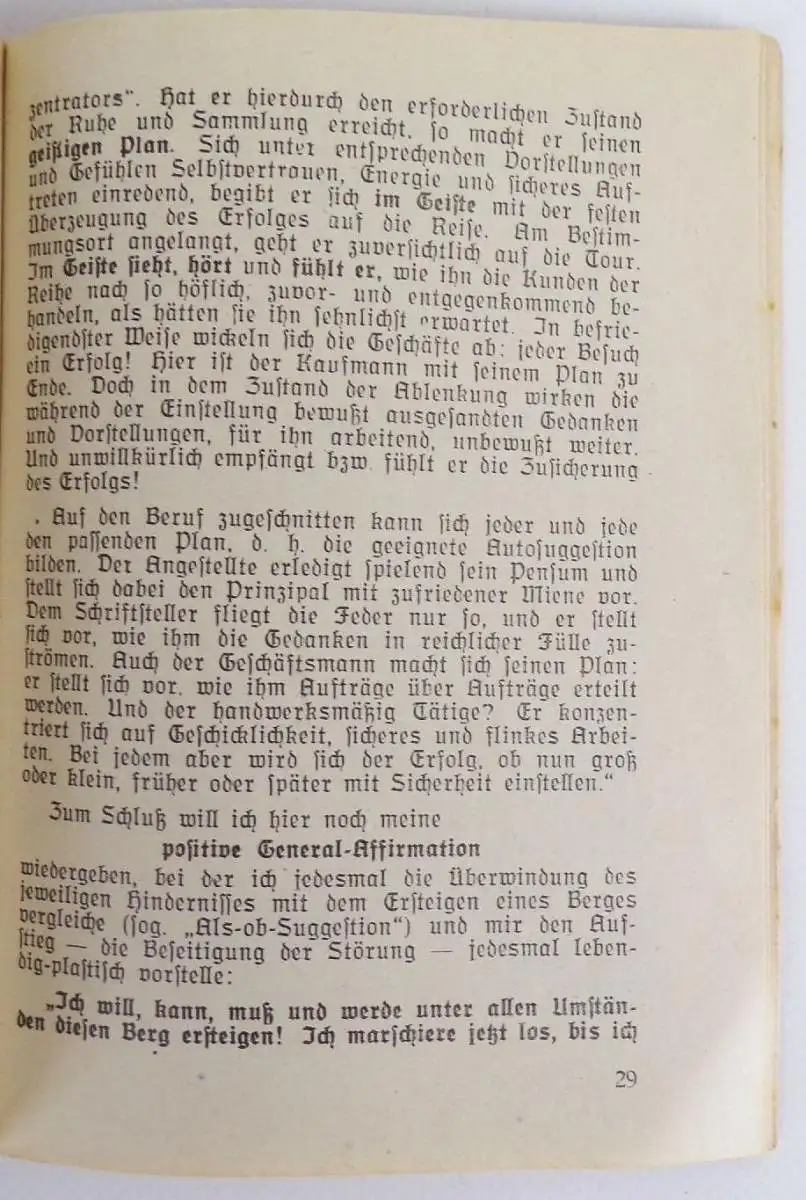 zentrators“. Hat er hierdurch den erforderlichen Zustand
der Ruhe und Sammlung erreicht, so macht er seinen
geistigen Plan. Sich unter entsprechenden Vorstellungen
und Gefühlen Selbstvertrauen, Energie und sicheres Auf-
treten einredend, begibt er sich im Geiste mit der festen
Überzeugung des Erfolges auf die Reise. Am Bestim-
mungsort angelangt, geht er zuversichtlich auf die Tour.
Im Geiste sieht, hört und fühlt er, wie ihn die Kunden der
Reihe nach so höflich, zuvor- und entgegenkommend be-
handeln, als hätten sie ihn sehnlichst erwartet. In befrie-
digendster Weise wickeln sich die Geschäfte ab: jeder Besuch
ein Erfolg! Hier ist der Kaufmann mit seinem Plan zu
Ende. Doch in dem Zustand der Ablenkung wirken die
während der Einstellung bewußt ausgesandten Gedanken
und Vorstellungen, für ihn arbeitend, unbewußt weiter.
Und unwillkürlich empfängt bzw. fühlt er die Zusicherung
des Erfolgs!
Auf den Beruf zugeschnitten kann sich jeder und jede
den passenden Plan, d. h. die geeignete Autosuggestion
bilden. Der Angestellte erledigt spielend sein Pensum und
stellt sich dabei den Prinzipal mit zufriedener Miene vor.
Dem Schriftsteller fliegt die Feder nur so, und er stellt
sich vor, wie ihm die Gedanken in reichlicher Fülle zu-
strömen. Auch der Geschäftsmann macht sich seinen Plan:
er stellt sich vor, wie ihm Aufträge über Aufträge erteilt
werden. Und der handwerksmäßig Tätige? Er konzen-
triert sich auf Geschicklichkeit, sicheres und flinkes Arbei-
ten. Bei jedem aber wird sich der Erfolg, ob nun groß
oder klein, früher oder später mit Sicherheit einstellen.“
Zum Schluß will ich hier noch meine
positive General-Affirmation
wiedergeben, bei der ich jedesmal die Überwindung des
jeweiligen Hindernisses mit dem Ersteigen eines Berges
vergleiche (sog. „Als-ob-Suggestion“) und mir den Auf-
stieg — die Beseitigung der Störung — jedesmal leben-
dig-plastisch vorstelle:
„Ich will, kann, muß und werde unter allen Umstän-
den diesen Berg ersteigen! Ich marschiere jetzt los, bis ich
29